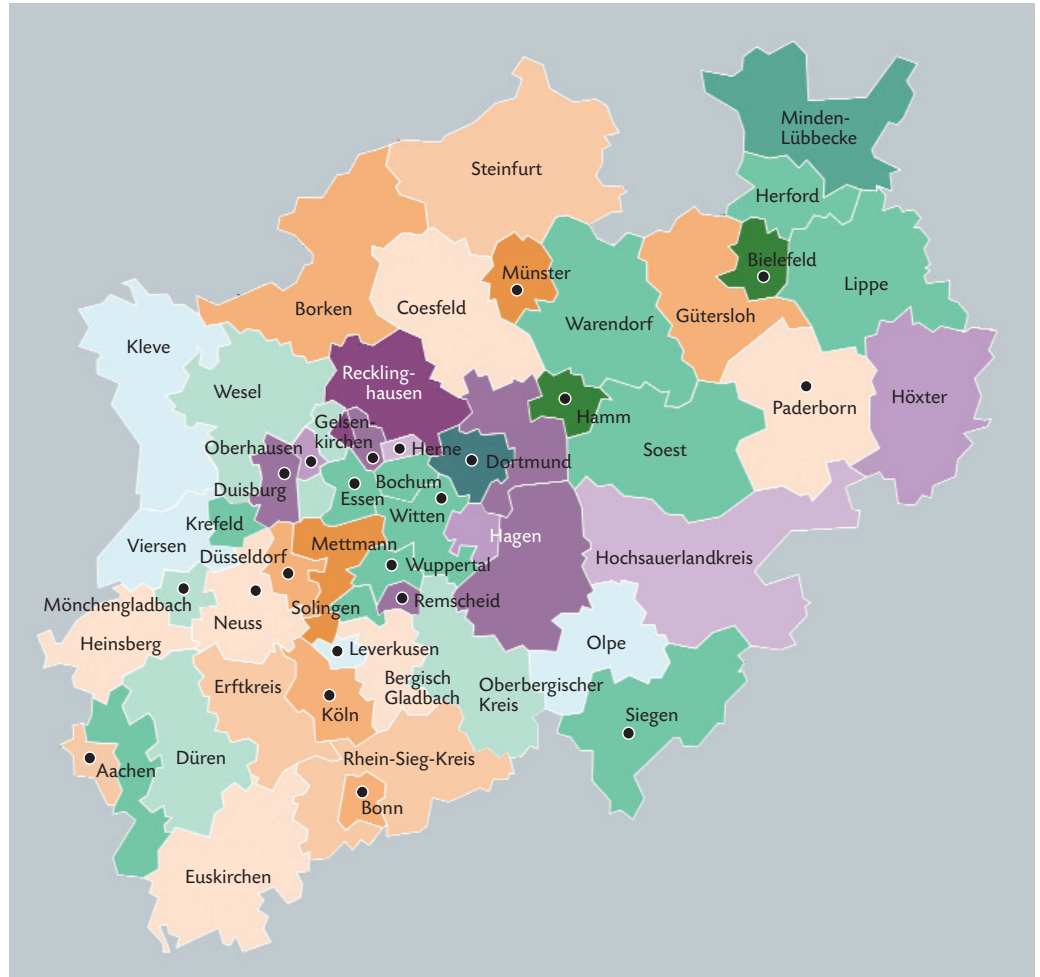 Minden-
Lübbecke
Steinfurt
Herford
Bielefeld
Münster
Lippe
Borken
Coesfeld
Warendorf
Gütersloh
Kleve
Reckling-
hausen
Wesel
Höxter
Paderborn
Hamm
Gelsen-
kirchen
Oberhausen
Herne
Soest
Dortmund
Duisburg
Bochum
Essen
Witten
Krefeld
Hagen
Mettmann
Viersen
Düsseldorf
Hochsauerlandkreis
Wuppertal
Mönchengladbach
Solingen
Remscheid
Neuss
Heinsberg
Leverkusen
Olpe
Bergisch
Gladbach
Erftkreis
Oberbergischer
Kreis
Köln
Siegen
Düren
Rhein-Sieg-Kreis
Aachen
Bonn
Euskirchen